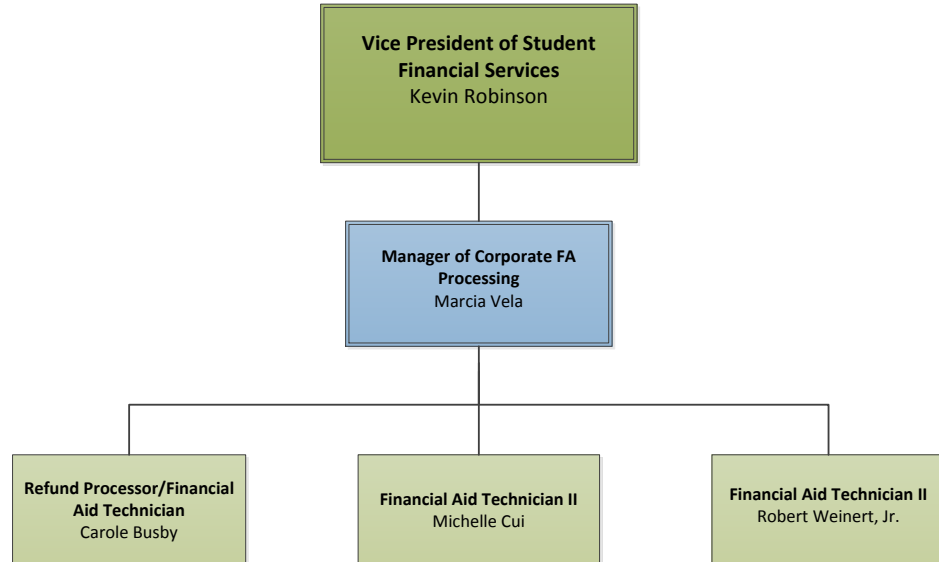 Vice President of Student
Financial Services
Kevin Robinson
Manager of Corporate FA
Processing
Marcia Vela
Refund Processor/Financial
Aid Technician
Carole Busby
Financial Aid Technician II
Michelle Cui
Financial Aid Technician II
Robert Weinert, Jr.